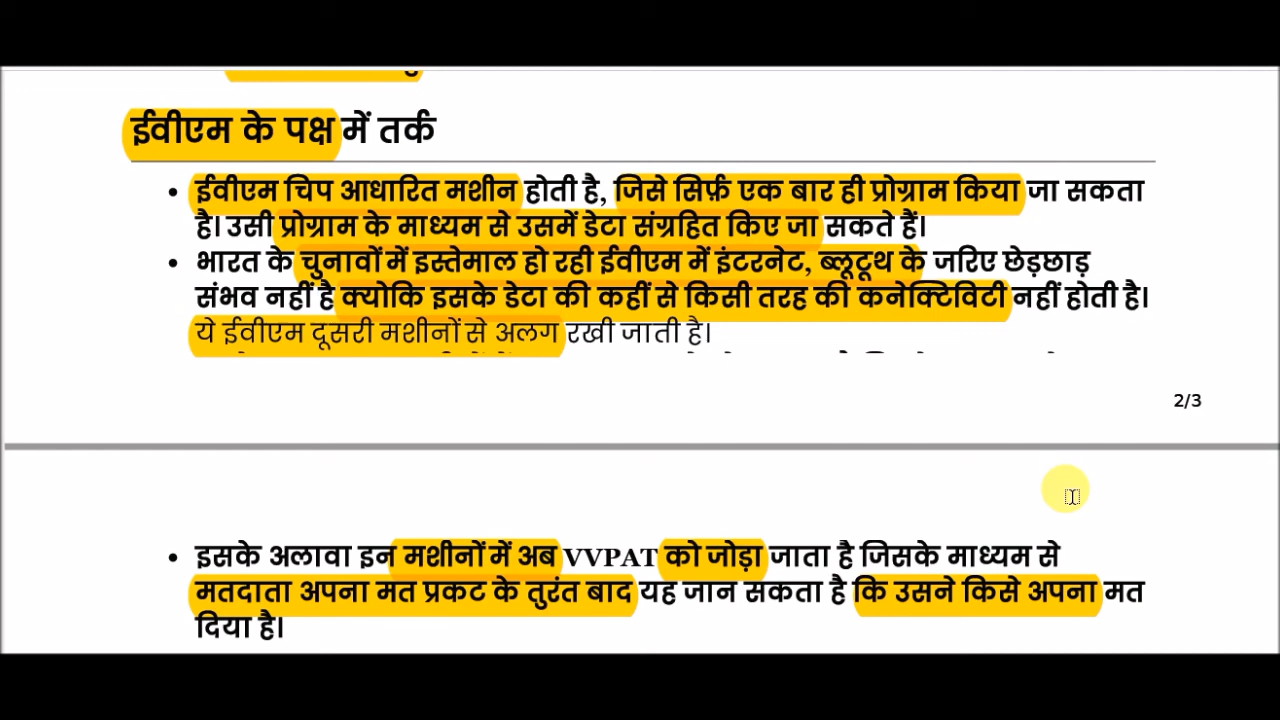 ईवीएम के पक्ष में तर्क
• ईवीएम चिप आधारित मशीन होती है, जिसे सिर्फ़ एक बार ही प्रोग्राम किया जा सकता
है। उसी प्रोग्राम के माध्यम से उसमें डेटा संग्रहित किए जा सकते हैं।
• भारत के चुनावों में इस्तेमाल हो रही ईवीएम में इंटरनेट, ब्लूटूथ के जरिए छेड़छाड़
संभव नहीं है क्योकि इसके डेटा की कहीं से किसी तरह की कनेक्टिविटी नहीं होती है।
ये ईवीएम दूसरी मशीनों से अलग रखी जाती है।
2/3
• इसके अलावा इन मशीनों में अब VVPAT को जोड़ा जाता है जिसके माध्यम से
मतदाता अपना मत प्रकट के तुरंत बाद यह जान सकता है कि उसने किसे अपना मत
दिया है।